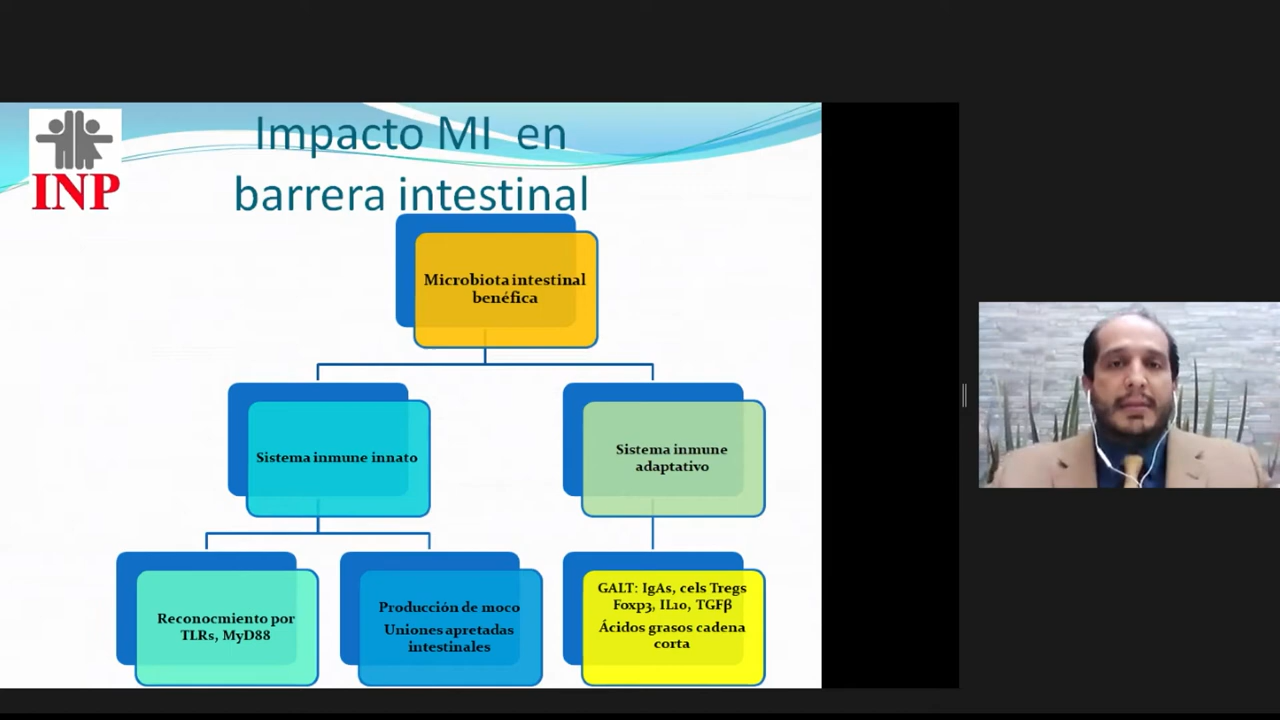 Impacto MI en
barrera intestinal
INP
Microbiota intestinal
benéfica
Sistema inmune innato
Sistema inmune
adaptativo
Reconocmiento por
TLRs, MyD88
Producción de moco
Uniones apretadas
intestinales
GALT: IgAs, cels Tregs
Foxp3, IL10, TGFβ
Ácidos grasos cadena
corta